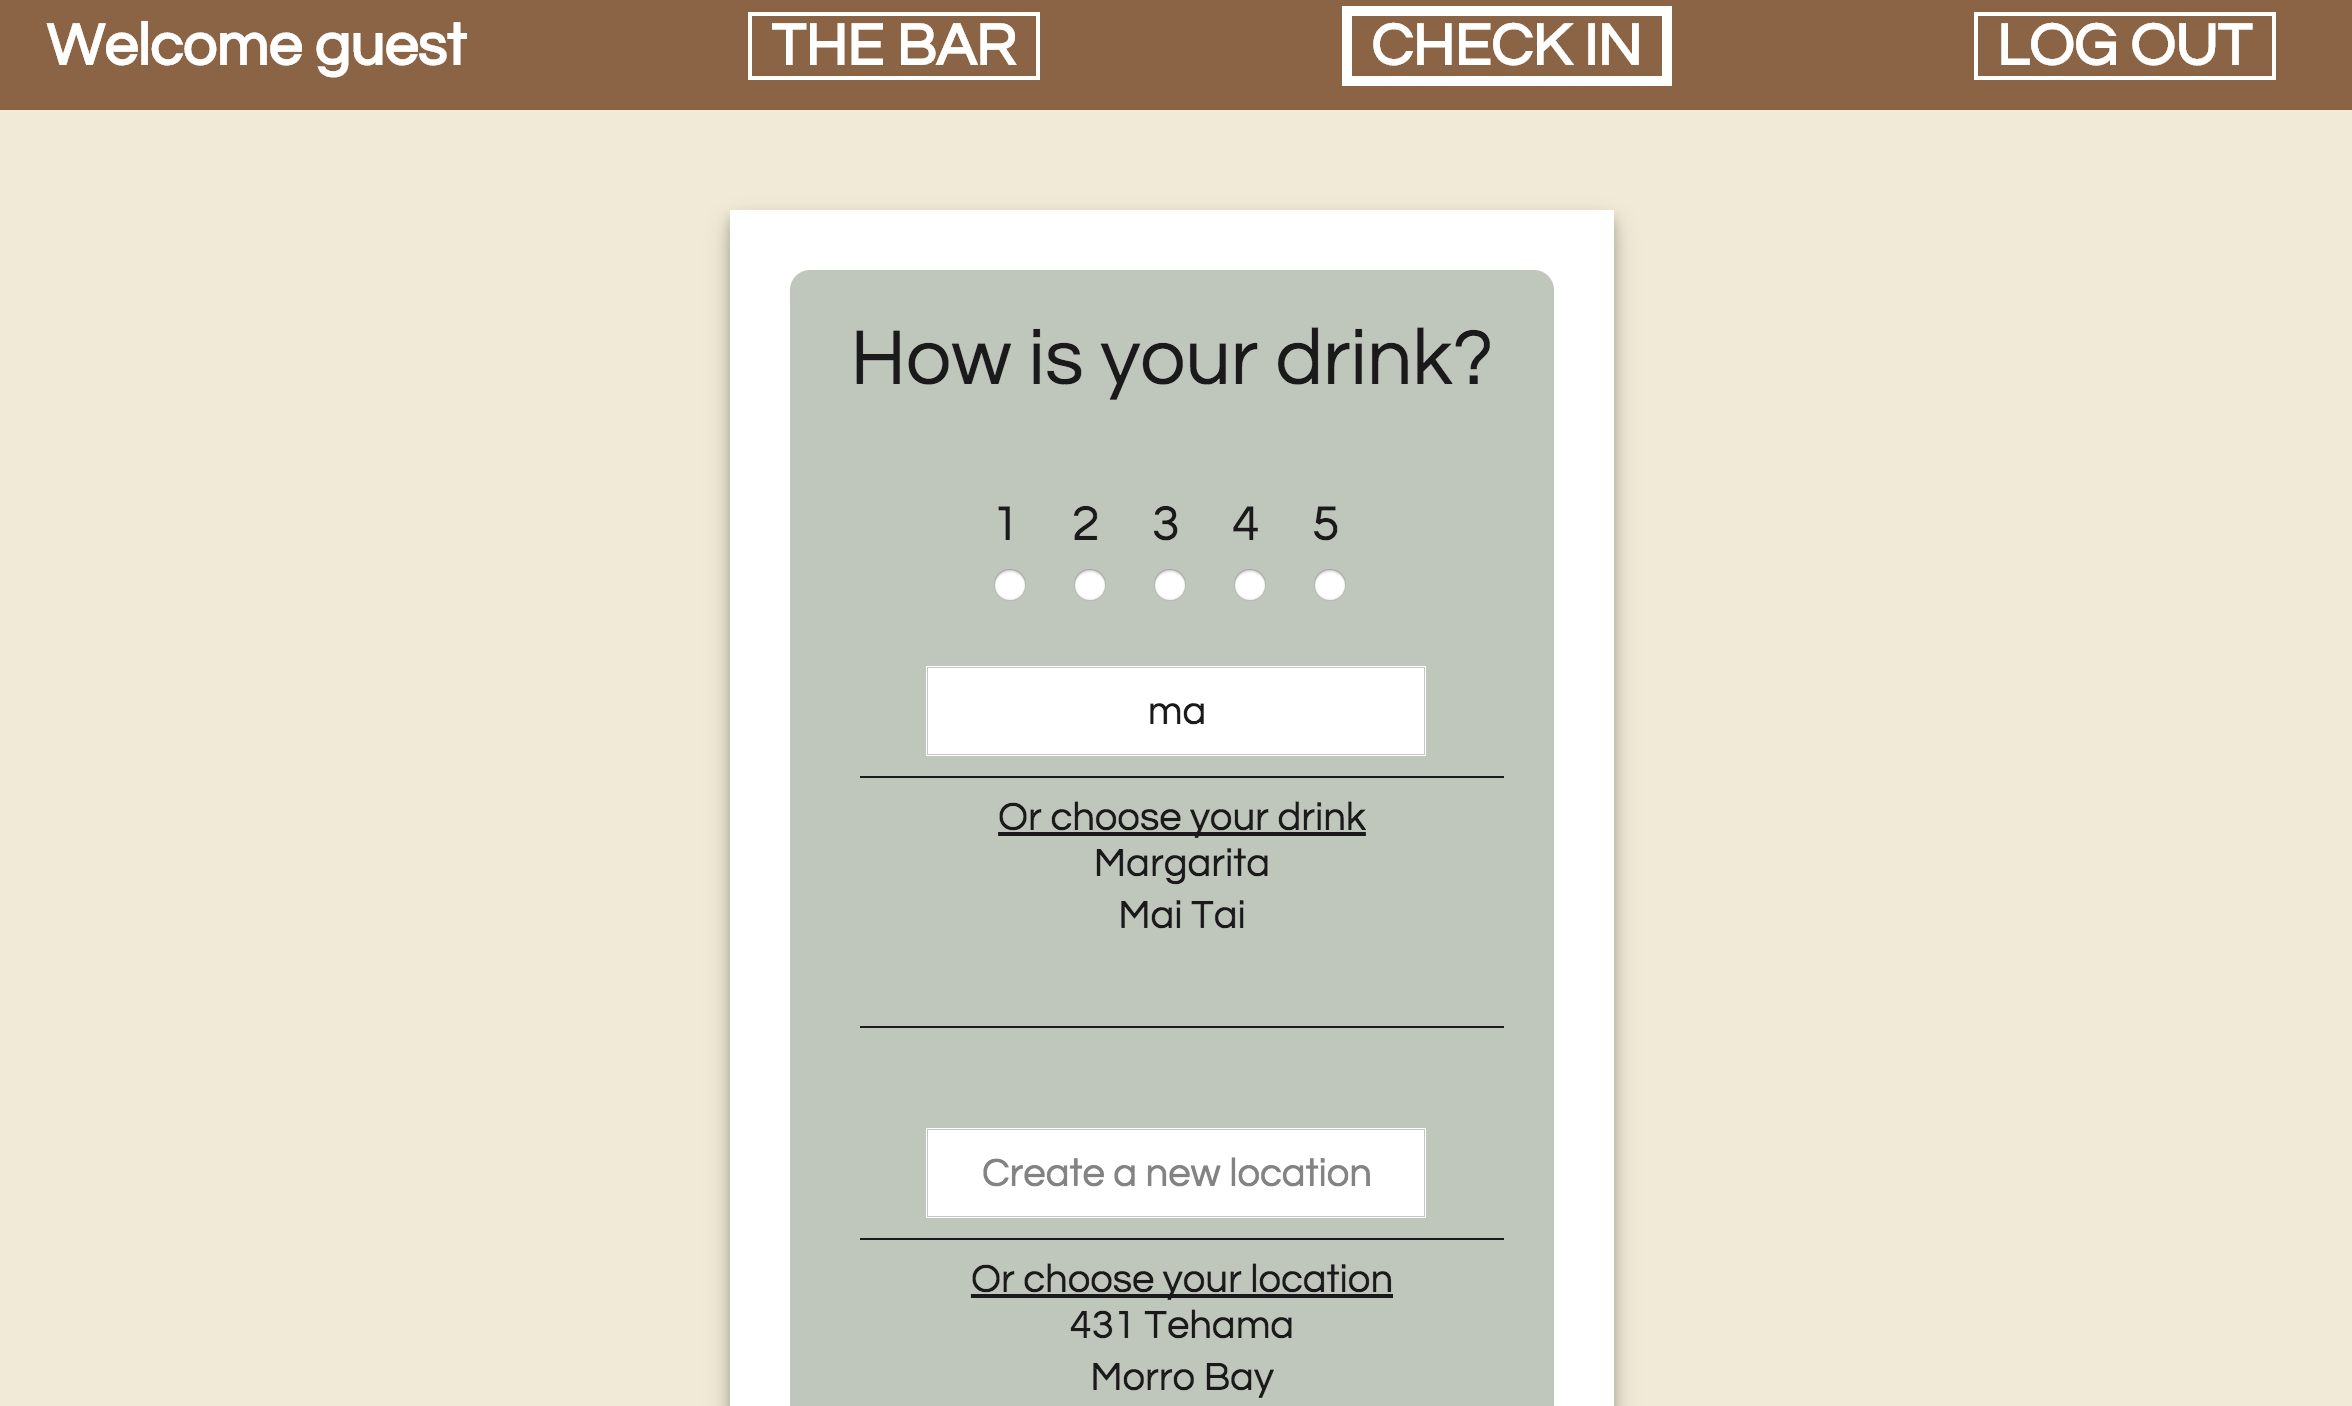 Welcome guest THE BAR CHECK IN LOG OUT
How is your drink?
1 2 3 4 5
ma
Or choose your drink
Margarita
Mai Tai
Create a new location
Or choose your location
431 Tehama
Morro Bay